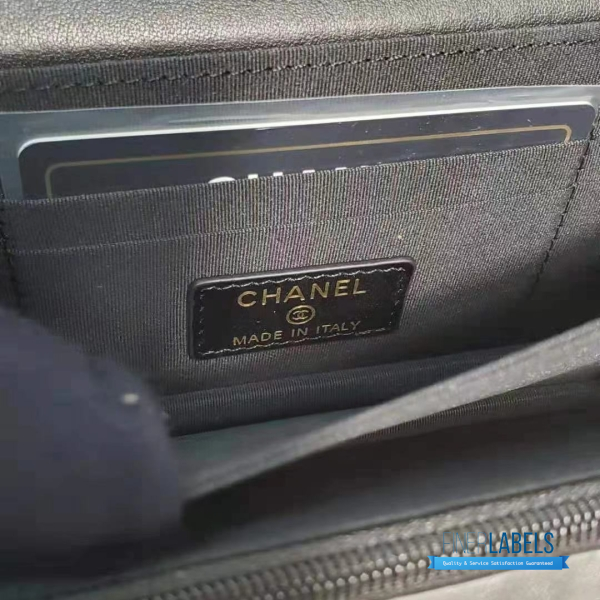 CHANEL
MADE IN ITALY
LABELS
Quality & Service Satisfaction Guaranteed